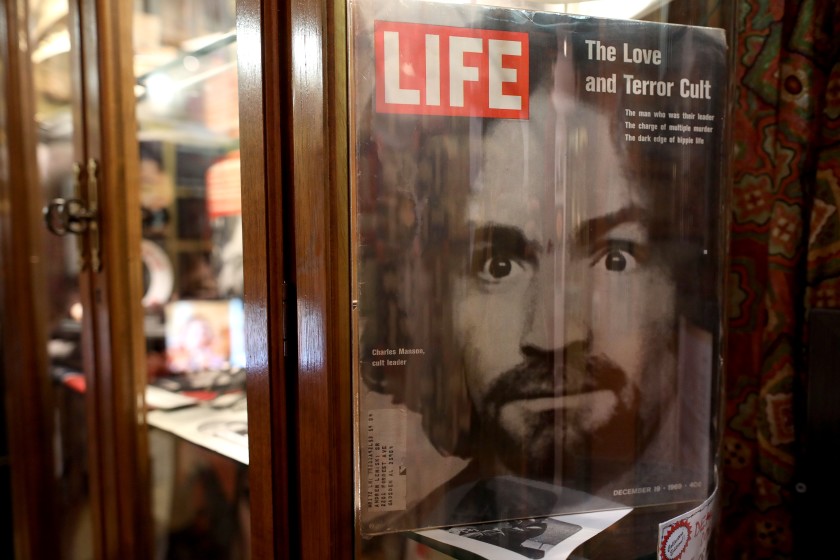 LIFE
The Love
and Terror Cult
The man who was their leader
The charge of multiple murder
The dark edge of hippie life
Charles Manson,
cult leader
DECEMBER 19 · 1969 · 40¢